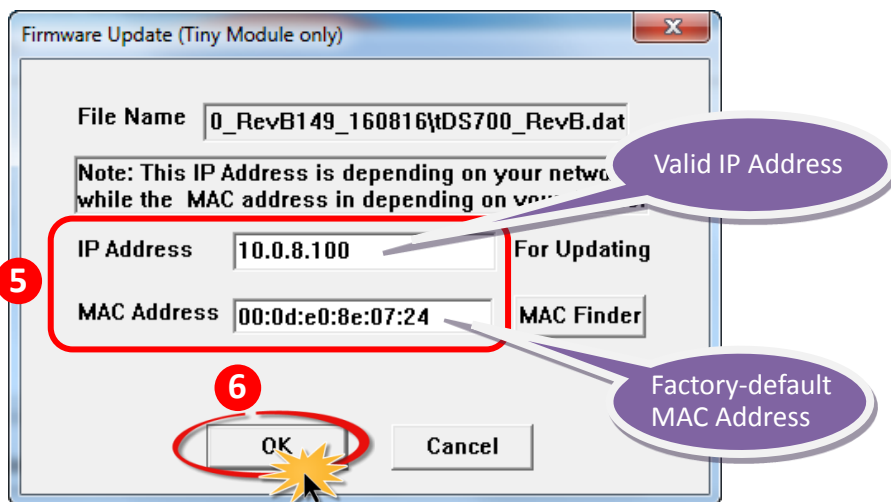 Firmware Update (Tiny Module only)
x
File Name 0_RevB149_160816\tDS700_RevB.dat
Note: This IP Address is depending on your
while the MAC address in depending on
Valid IP Address
5
IP Address 10.0.8.100 For Updating
MAC Address 00:0d:e0:8e:07:24 MAC Finder
6
Factory-default
MAC Address
OK Cancel